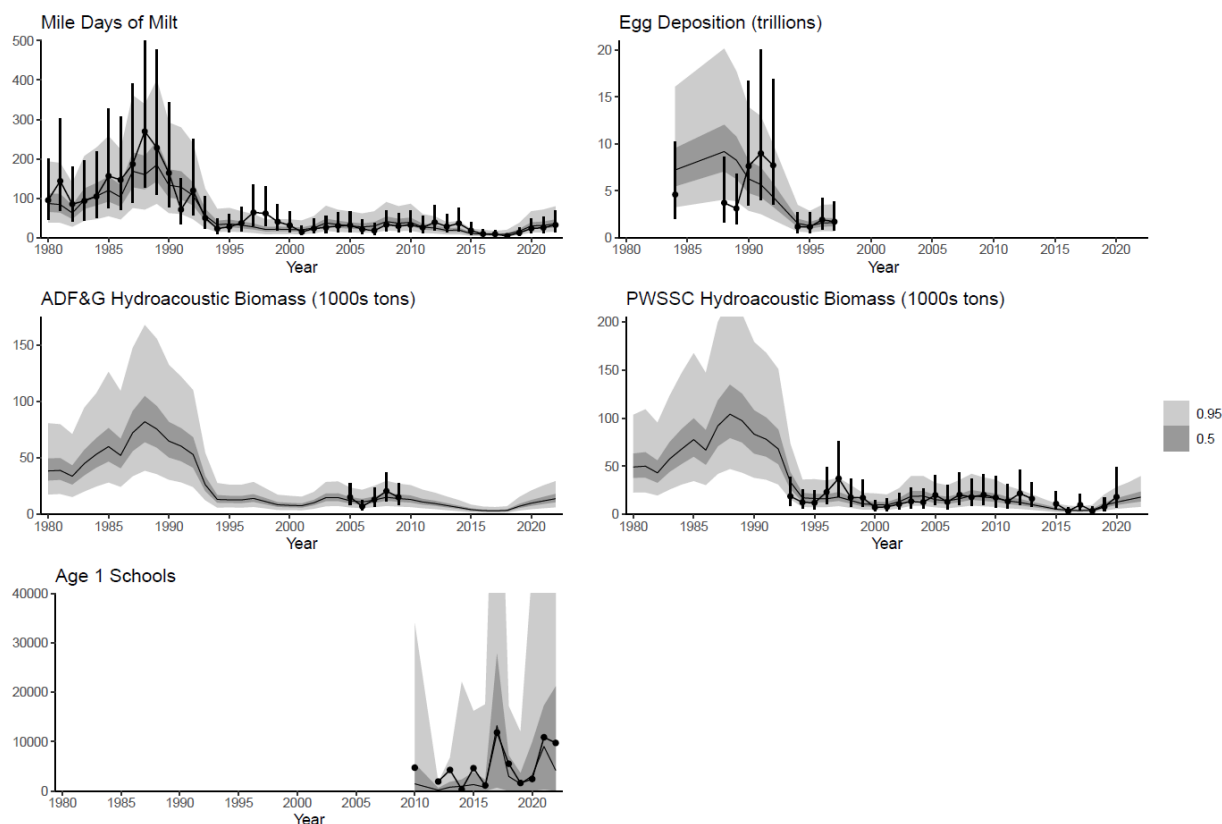 Mile Days of Milt
500
400
300
200
100
0
1980 1985 1990 1995 2000 2005 2010 2015 2020
Year
Egg Deposition (trillions)
20
15
10
5
0
1980 1985 1990 1995 2000 2005 2010 2015 2020
Year
ADF&G Hydroacoustic Biomass (1000s tons)
150
100
50
0
1980 1985 1990 1995 2000 2005 2010 2015 2020
Year
PWSSC Hydroacoustic Biomass (1000s tons)
200
150
100
50
0
1980 1985 1990 1995 2000 2005 2010 2015 2020
Year
0.95
0.5
Age 1 Schools
40000
30000
20000
10000
0
1980 1985 1990 1995 2000 2005 2010 2015 2020
Year